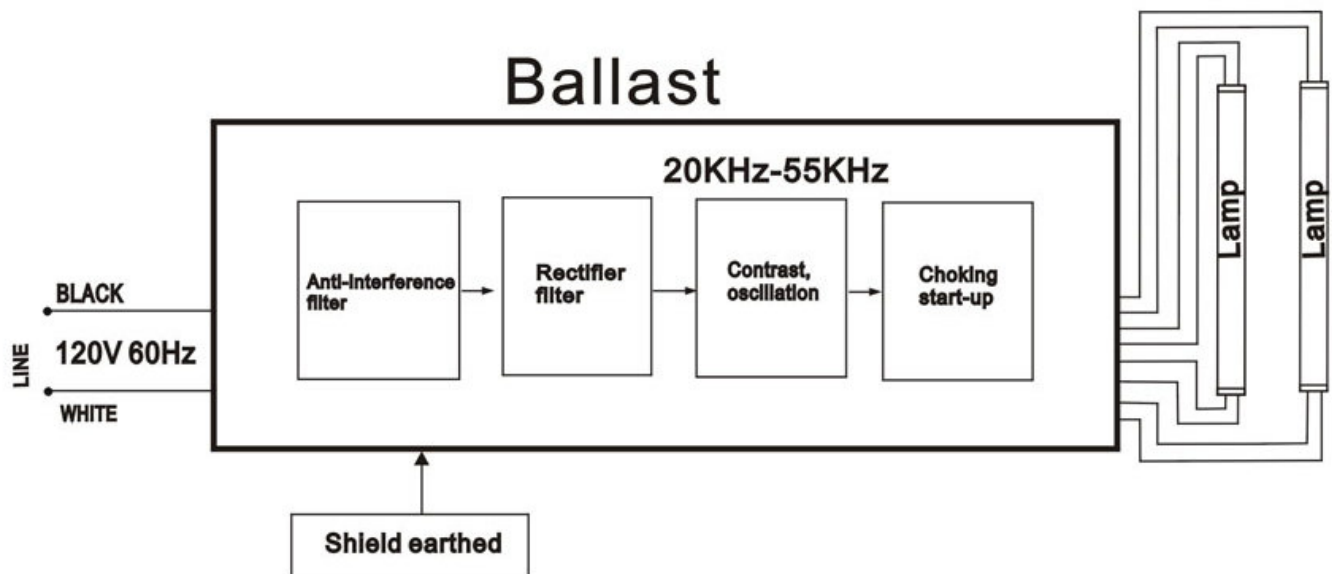 Ballast
20KHz-55KHz
Anti-interference
filter
Rectifier
filter
Contrast,
oscillation
Choking
start-up
BLACK
LINE
120V 60Hz
WHITE
Shield earthed
Lamp
Lamp